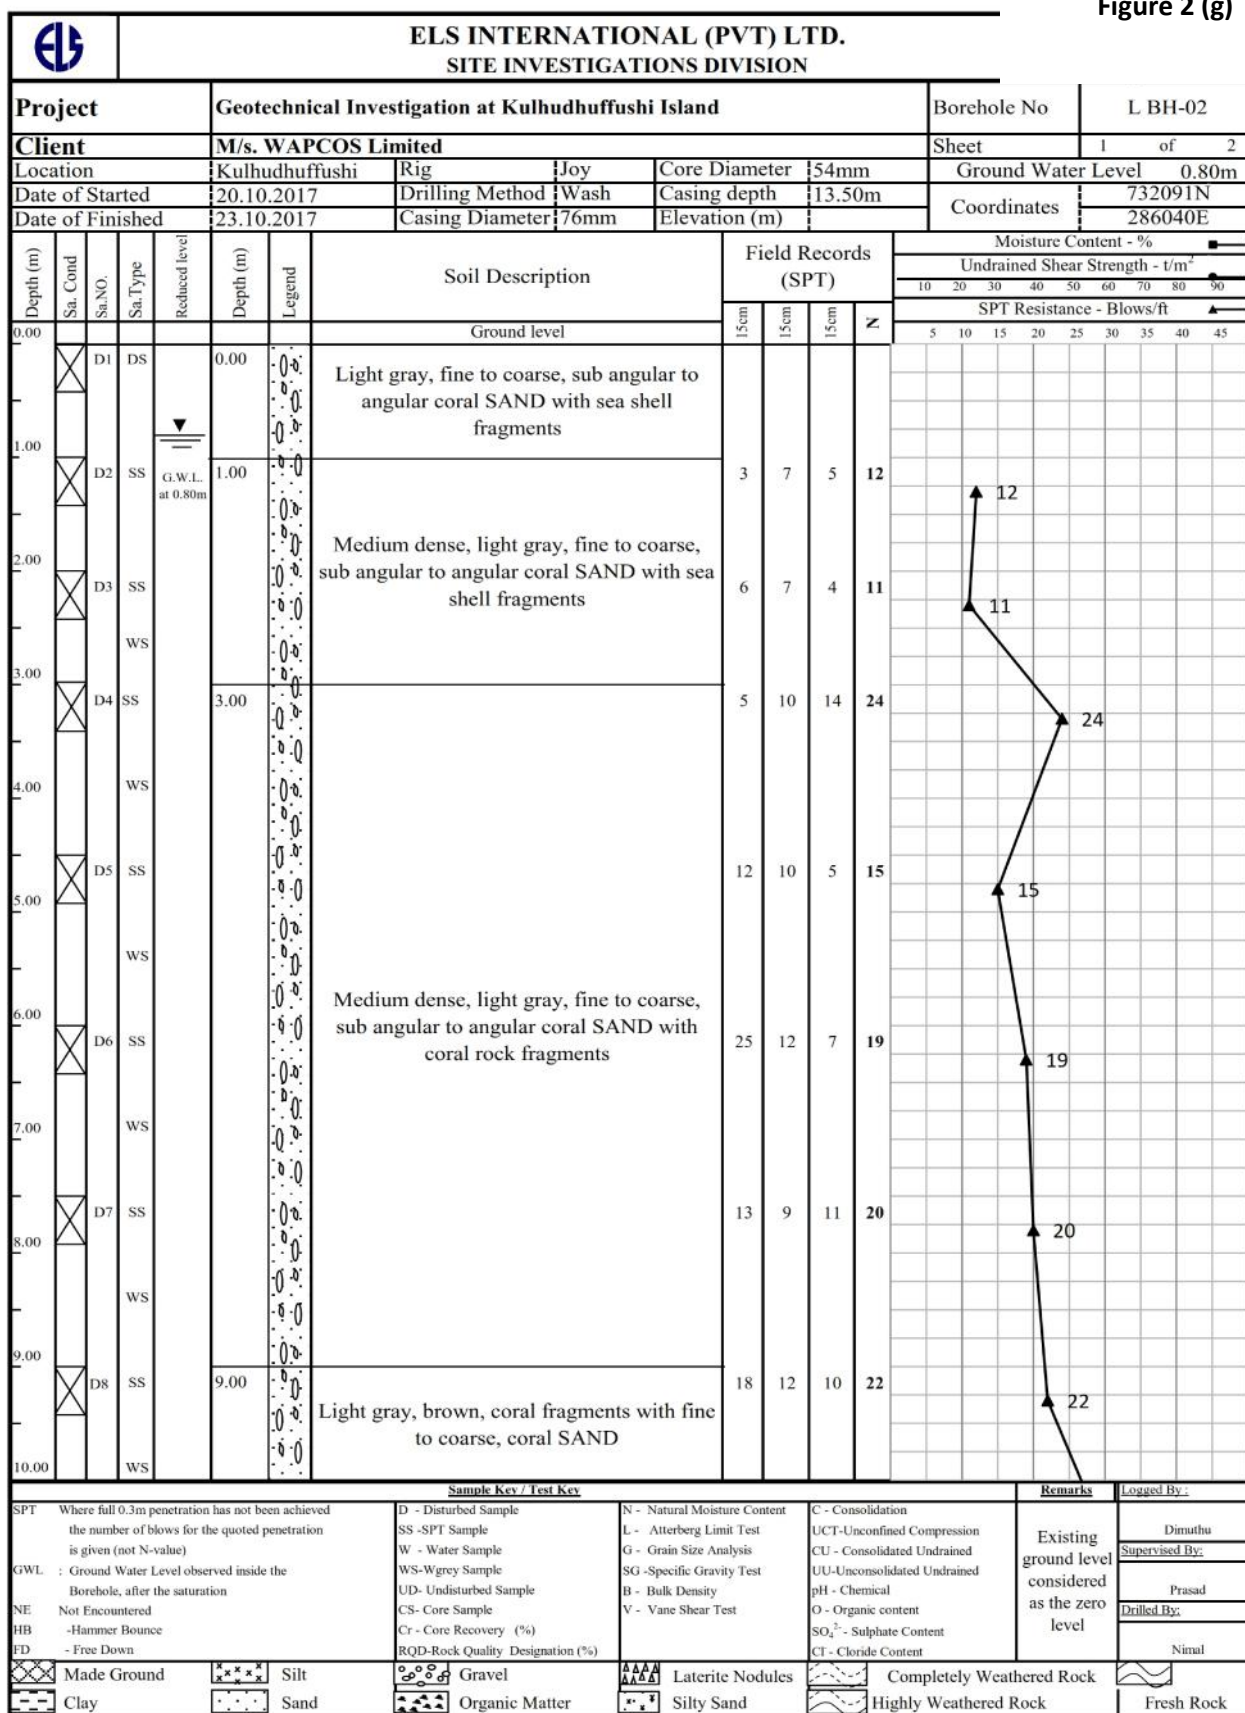 Figure 2 (g)
ELS
ELS INTERNATIONAL (PVT) LTD.
SITE INVESTIGATIONS DIVISION
Project Geotechnical Investigation at Kulhudhuffushi Island Borehole No L BH-02
Client M/s. WAPCOS Limited Sheet 1 of 2
Location Kulhudhuffushi Rig Joy Core Diameter 54mm Ground Water Level 0.80m
Date of Started 20.10.2017 Drilling Method Wash Casing depth 13.50m Coordinates 732091N
Date of Finished 23.10.2017 Casing Diameter 76mm Elevation (m) 286040E
Depth (m) Sa. Cond Sa.NO. Sa.Type Reduced level Depth (m) Legend Soil Description Field Records (SPT)
Moisture Content - %
Undrained Shear Strength - t/m²
10 20 30 40 50 60 70 80 90
SPT Resistance - Blows/ft
15cm 15cm 15cm N
0.00 Ground level 5 10 15 20 25 30 35 40 45
D1 DS 0.00
Light gray, fine to coarse, sub angular to
angular coral SAND with sea shell
fragments
1.00
D2 SS G.W.L. 1.00 3 7 5 12
at 0.80m 12
2.00
Medium dense, light gray, fine to coarse,
sub angular to angular coral SAND with sea
shell fragments
D3 SS 6 7 4 11
11
WS
3.00
D4 SS 3.00 5 10 14 24
24
4.00 WS
D5 SS 12 10 5 15
15
5.00
WS
6.00
Medium dense, light gray, fine to coarse,
sub angular to angular coral SAND with
coral rock fragments
D6 SS 25 12 7 19
19
7.00 WS
D7 SS 13 9 11 20
20
8.00
WS
9.00
D8 SS 9.00 18 12 10 22
22
Light gray, brown, coral fragments with fine
to coarse, coral SAND
10.00 WS
Sample Key / Test Key
SPT Where full 0.3m penetration has not been achieved
the number of blows for the quoted penetration
is given (not N-value)
GWL : Ground Water Level observed inside the
Borehole, after the saturation
NE Not Encountered
HB -Hammer Bounce
FD - Free Down
D - Disturbed Sample
SS -SPT Sample
W - Water Sample
WS-Wgrey Sample
UD- Undisturbed Sample
CS- Core Sample
Cr - Core Recovery (%)
RQD-Rock Quality Designation (%)
N - Natural Moisture Content
L - Atterberg Limit Test
G - Grain Size Analysis
SG -Specific Gravity Test
B - Bulk Density
V - Vane Shear Test
C - Consolidation
UCT-Unconfined Compression
CU - Consolidated Undrained
UU-Unconsolidated Undrained
pH - Chemical
O - Organic content
SO₄²⁻ - Sulphate Content
Cl⁻ - Cloride Content
Remarks
Existing
ground level
considered
as the zero
level
Logged By :
Dimuthu
Supervised By:
Prasad
Drilled By:
Nimal
Made Ground Silt Gravel Laterite Nodules Completely Weathered Rock
Clay Sand Organic Matter Silty Sand Highly Weathered Rock Fresh Rock